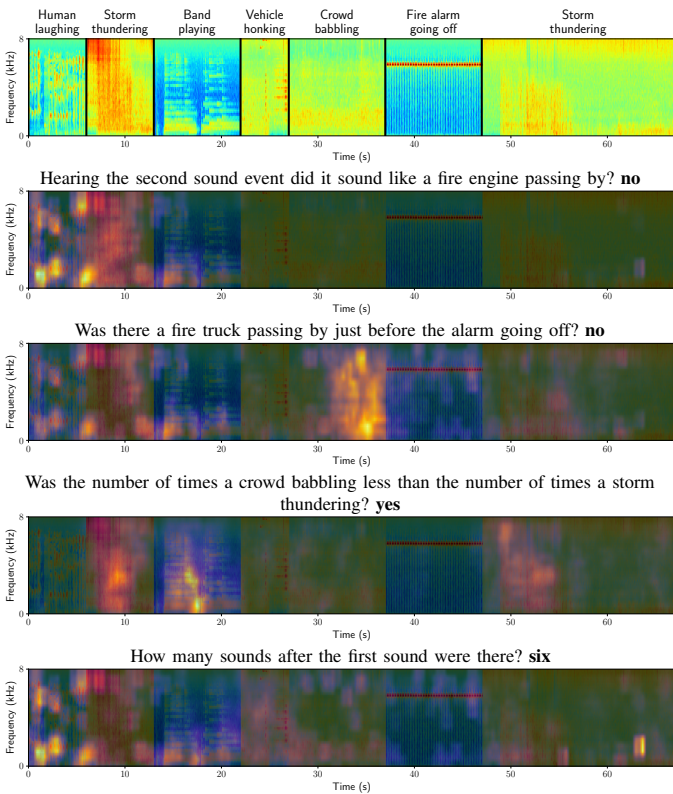 Human laughing Storm thundering Band playing Vehicle honking Crowd babbling Fire alarm going off Storm thundering
8
Frequency (kHz)
0
0 10 20 30 40 50 60
Time (s)
Hearing the second sound event did it sound like a fire engine passing by? no
8
Frequency (kHz)
0
0 10 20 30 40 50 60
Time (s)
Was there a fire truck passing by just before the alarm going off? no
8
Frequency (kHz)
0
0 10 20 30 40 50 60
Time (s)
Was the number of times a crowd babbling less than the number of times a storm
thundering? yes
8
Frequency (kHz)
0
0 10 20 30 40 50 60
Time (s)
How many sounds after the first sound were there? six
8
Frequency (kHz)
0
0 10 20 30 40 50 60
Time (s)